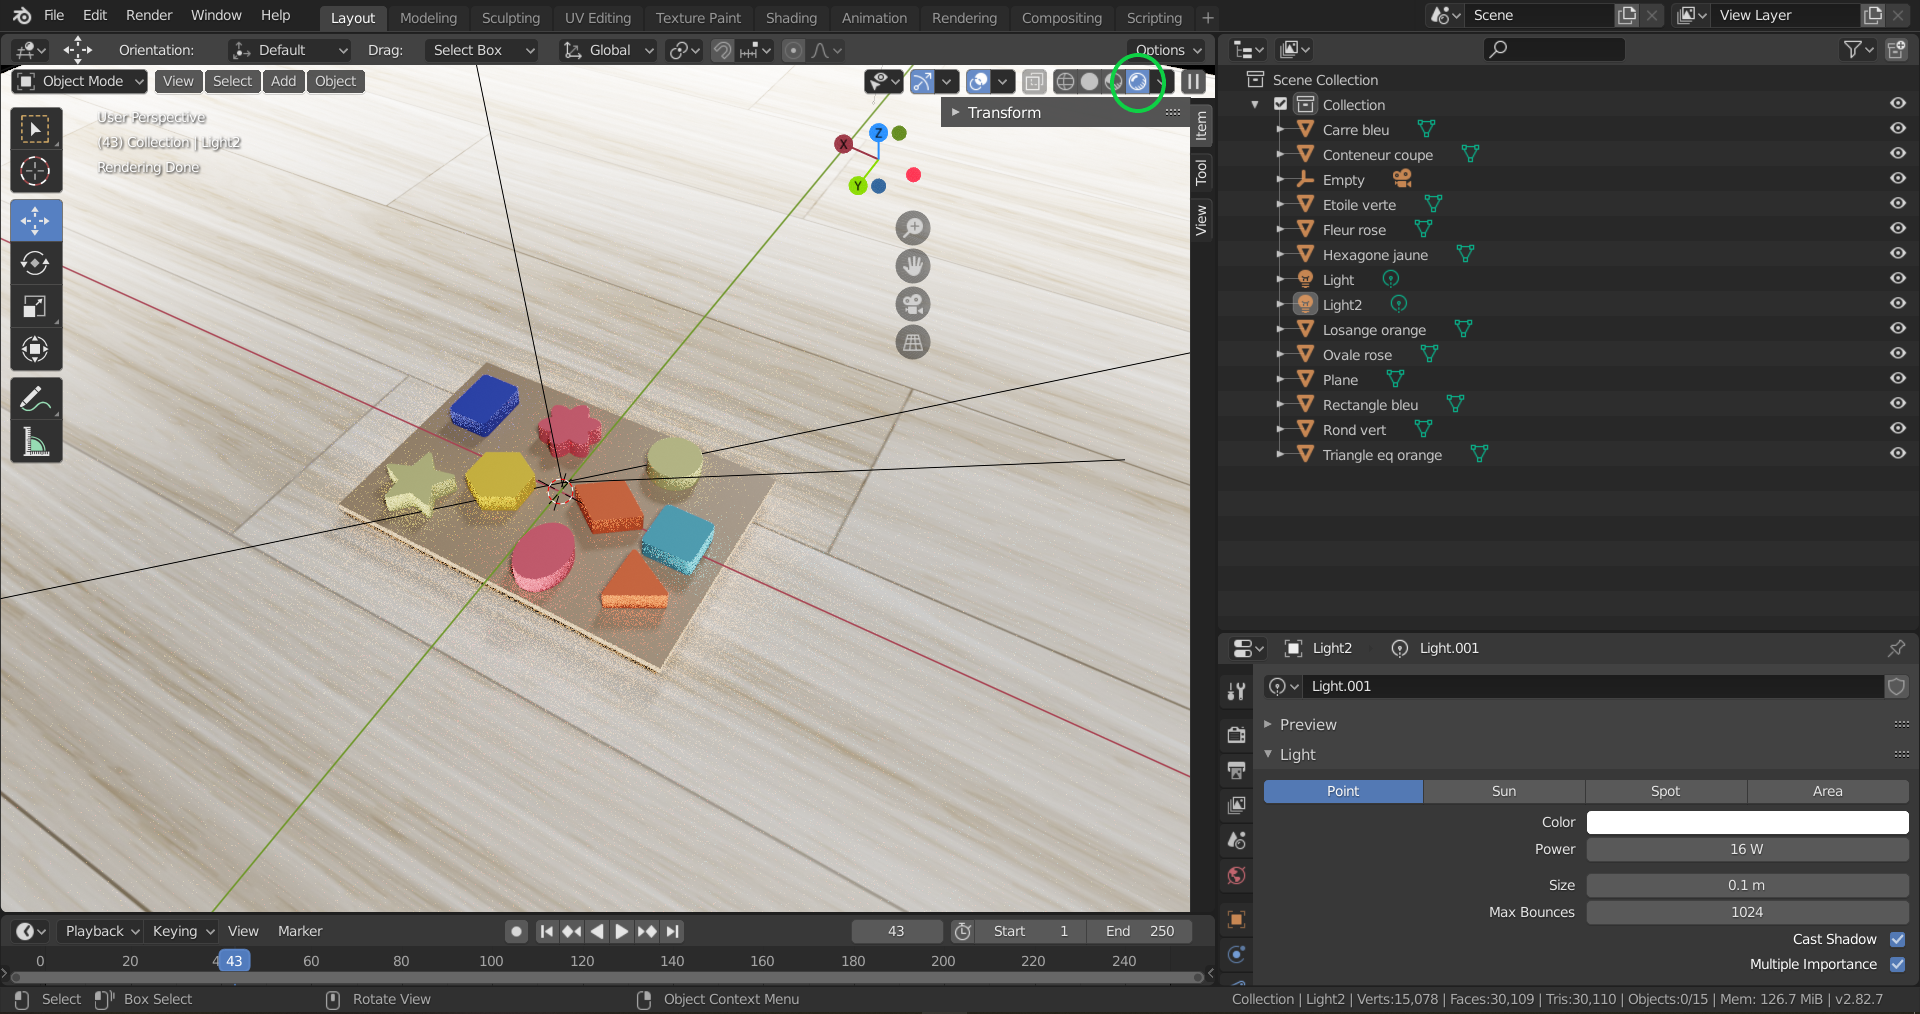 File Edit Render Window Help Layout Modeling Sculpting UV Editing Texture Paint Shading Animation Rendering Compositing Scripting + Scene View Layer
Orientation: Default Drag: Select Box Global Options
Object Mode View Select Add Object
Transform
Item
Tool
View
User Perspective
(43) Collection | Light2
Rendering Done
X
Y
Z
Scene Collection
Collection
Carre bleu
Conteneur coupe
Empty
Etoile verte
Fleur rose
Hexagone jaune
Light
Light2
Losange orange
Ovale rose
Plane
Rectangle bleu
Rond vert
Triangle eq orange
Light2 Light.001
Light.001
Preview
Light
Point Sun Spot Area
Color
Power 16 W
Size 0.1 m
Max Bounces 1024
Cast Shadow
Multiple Importance
Playback Keying View Marker 43 Start 1 End 250
0 20 4 43 60 80 100 120 140 160 180 200 220 240
Select Box Select Rotate View Object Context Menu Collection | Light2 | Verts:15,078 | Faces:30,109 | Tris:30,110 | Objects:0/15 | Mem: 126.7 MiB | v2.82.7